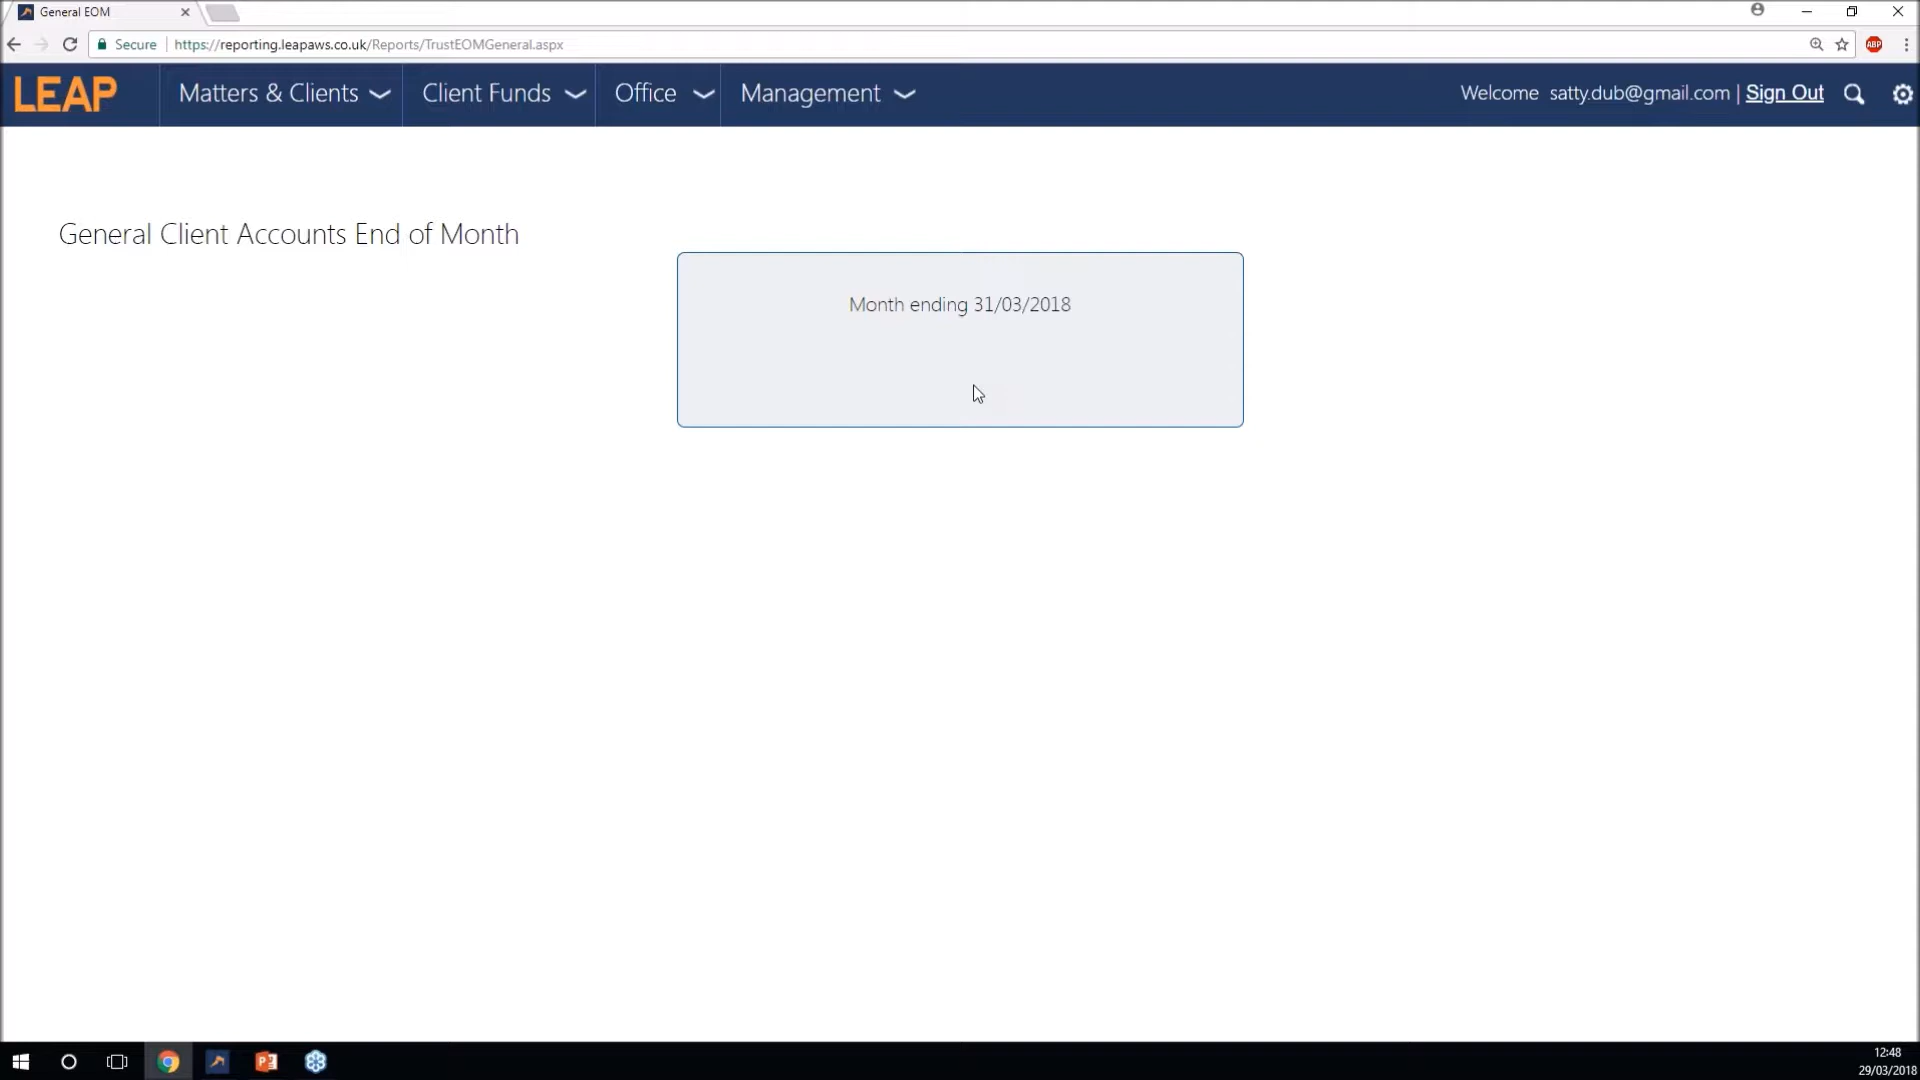 General EOM
Secure https://reporting.leapaws.co.uk/Reports/TrustEOMGeneral.aspx
ABP
LEAP Matters & Clients Client Funds Office Management Welcome satty.dub@gmail.com | Sign Out
General Client Accounts End of Month
Month ending 31/03/2018
12:48
29/03/2018